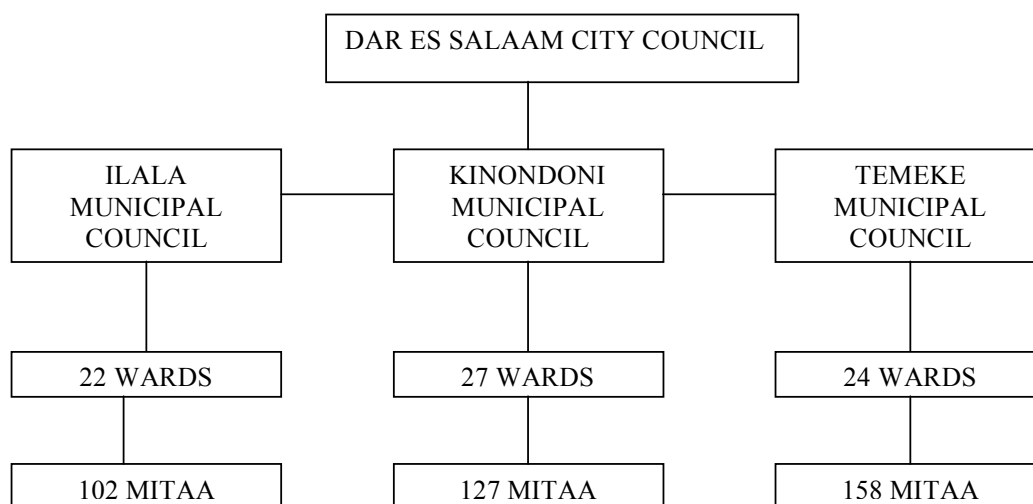 DAR ES SALAAM CITY COUNCIL
ILALA
MUNICIPAL
COUNCIL
KINONDONI
MUNICIPAL
COUNCIL
TEMEKE
MUNICIPAL
COUNCIL
22 WARDS
27 WARDS
24 WARDS
102 MITAA
127 MITAA
158 MITAA